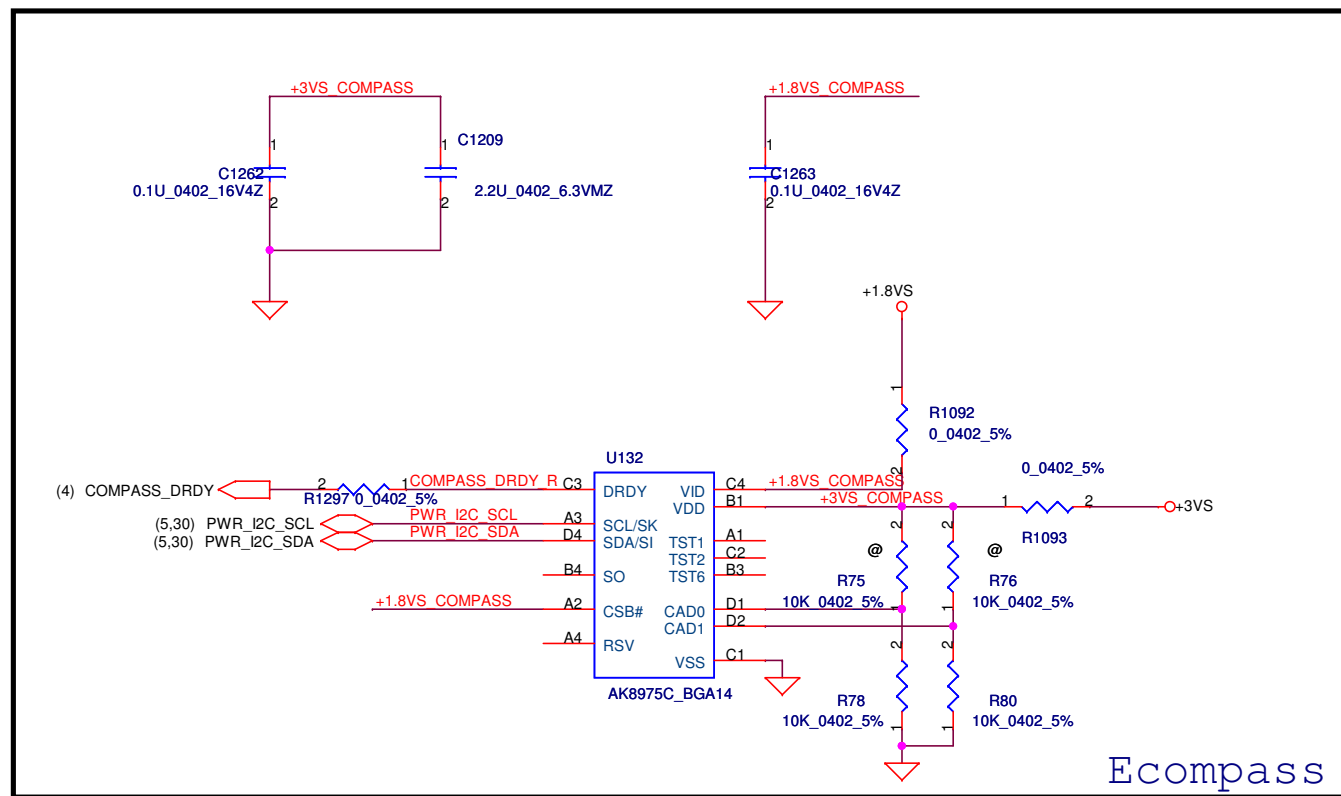 +3VS_COMPASS
+1.8VS_COMPASS
1
1
C1209
1
C1262
0.1U_0402_16V4Z
2.2U_0402_6.3VMZ
C1263
0.1U_0402_16V4Z
2
2
2
+1.8VS
1
R1092
0_0402_5%
2
U132
0_0402_5%
(4) COMPASS_DRDY
2
1
COMPASS_DRDY_R
C3
DRDY
VID
C4
+1.8VS_COMPASS
R1297 0_0402_5%
VDD
B1
+3VS_COMPASS
1
2
+3VS
R1093
(5,30) PWR_I2C_SCL
PWR_I2C_SCL
A3
SCL/SK
(5,30) PWR_I2C_SDA
PWR_I2C_SDA
D4
SDA/SI
TST1
A1
TST2
C2
B4
SO
TST6
B3
2
2
@
@
R75
10K_0402_5%
R76
10K_0402_5%
1
1
+1.8VS_COMPASS
A2
CSB#
CAD0
D1
CAD1
D2
A4
RSV
VSS
C1
2
2
AK8975C_BGA14
R78
10K_0402_5%
R80
10K_0402_5%
1
1
Ecompass